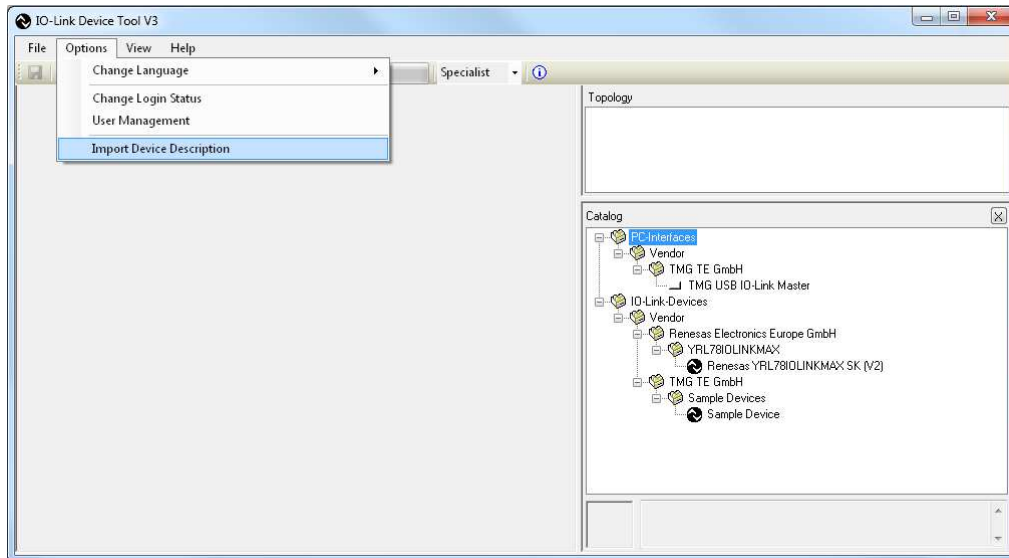 IO-Link Device Tool V3
File Options View Help
Change Language
Change Login Status
User Management
Import Device Description
Specialist
Topology
Catalog
PC-Interfaces
Vendor
TMG TE GmbH
TMG USB IO-Link Master
IO-Link-Devices
Vendor
Renesas Electronics Europe GmbH
YRL78IOLINKMAX
Renesas YRL78IOLINKMAX SK (V2)
TMG TE GmbH
Sample Devices
Sample Device